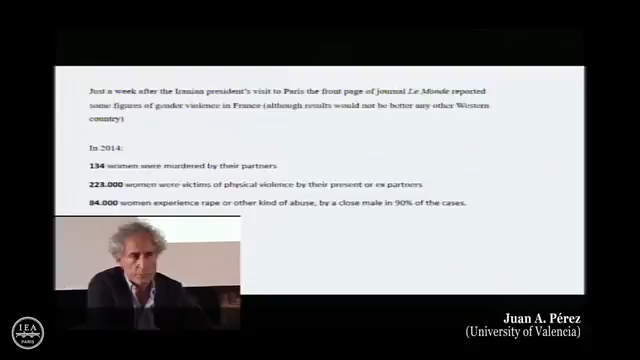 Just a week after the Iranian president's visit to Paris the front page of journal Le Monde reported
some figures of gender violence in France (although results would not be better any other Western
country)
In 2014:
134 women were murdered by their partners
223.000 women were victims of physical violence by their present or ex partners
84.000 women experience rape or other kind of abuse, by a close male in 90% of the cases.
IEA
PARIS
Juan A. Pérez
(University of Valencia)